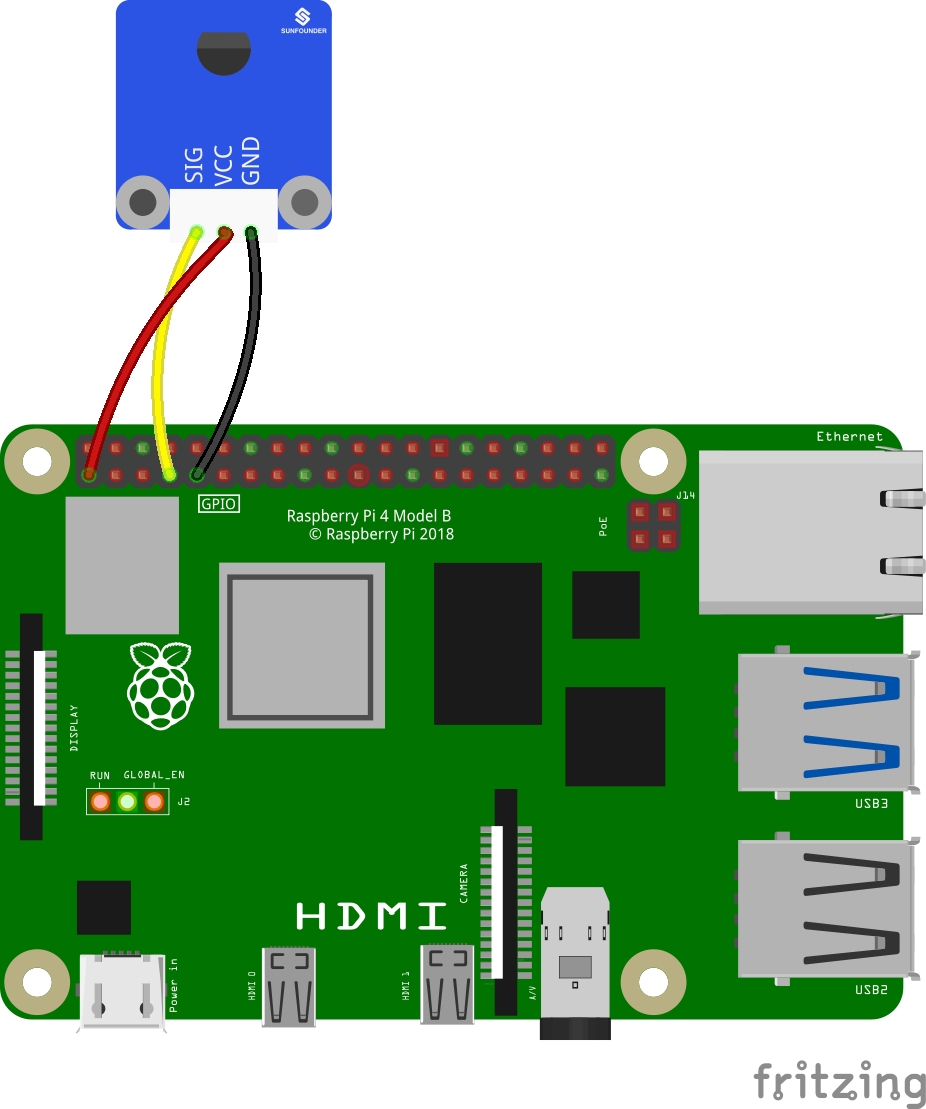 SUNFOUNDER
SIG
VCC
GND
Ethernet
GPIO
J14
Raspberry Pi 4 Model B
© Raspberry Pi 2018
PoE
DISPLAY
RUN
GLOBAL_EN
J2
USB3
CAMERA
HDMI
Power in
HDMI 0
HDMI 1
A/V
USB2
fritzing